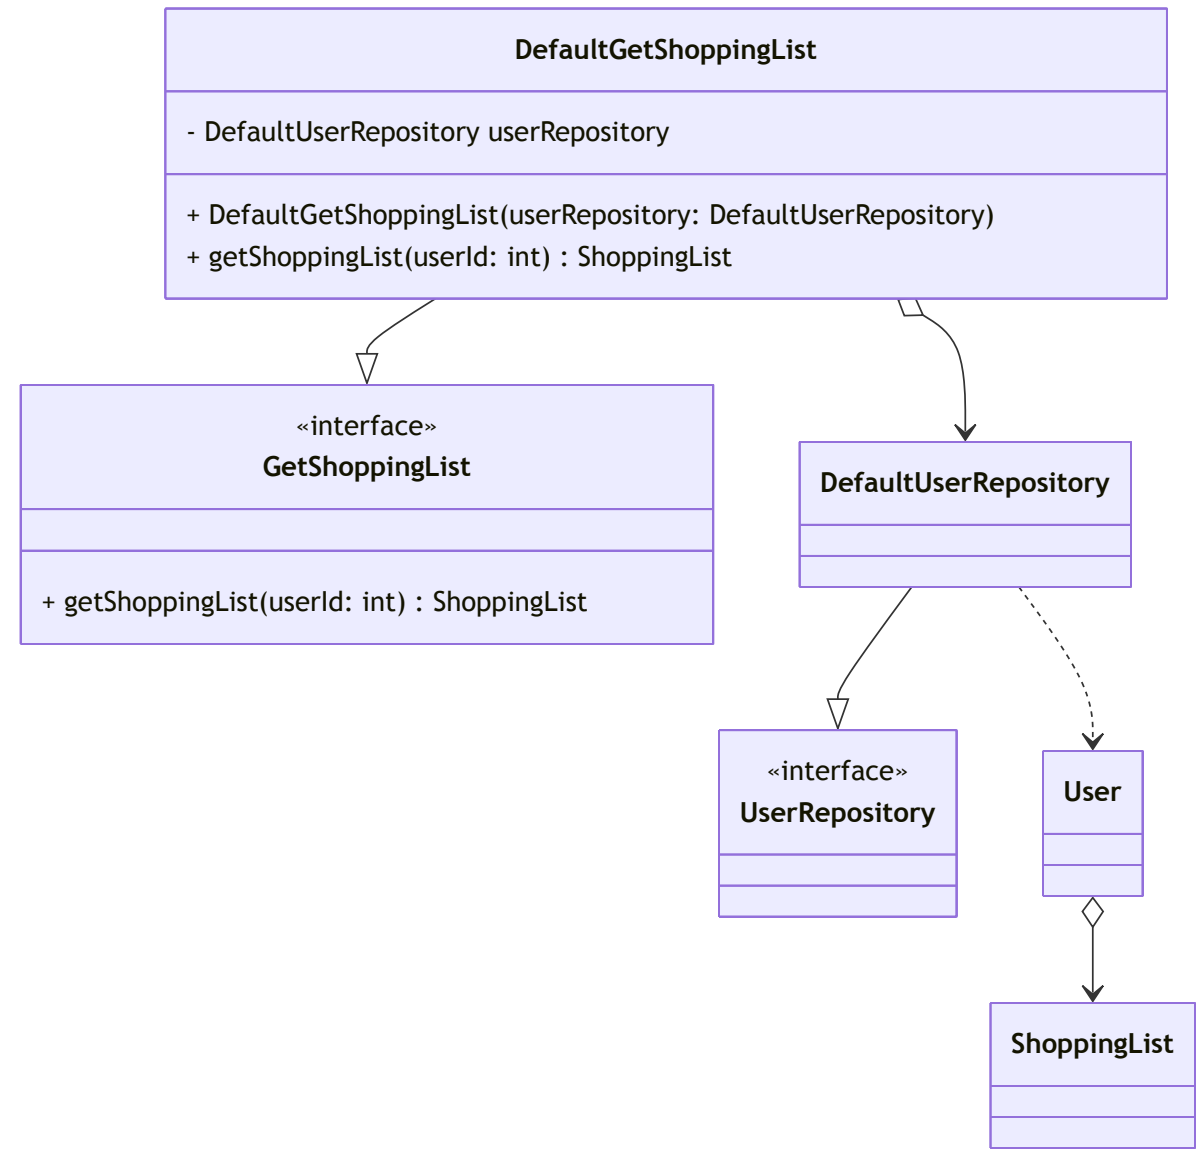 DefaultGetShoppingList
- DefaultUserRepository userRepository
+ DefaultGetShoppingList(userRepository: DefaultUserRepository)
+ getShoppingList(userId: int) : ShoppingList
«interface»
GetShoppingList
+ getShoppingList(userId: int) : ShoppingList
DefaultUserRepository
«interface»
UserRepository
User
ShoppingList